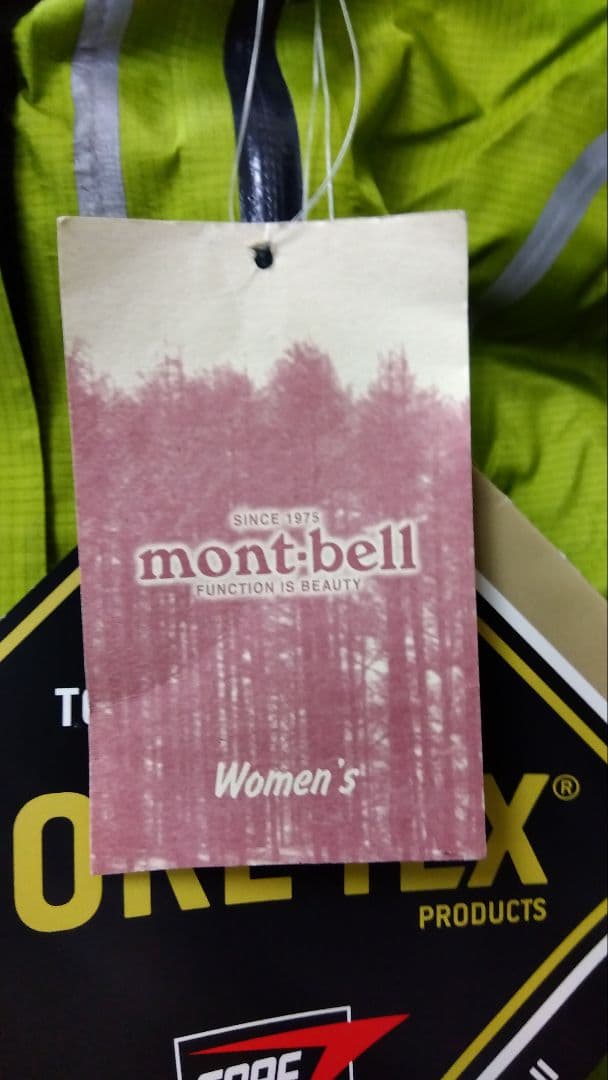 SINCE 1975
mont-bell
FUNCTION IS BEAUTY
Women's
PRODUCTS